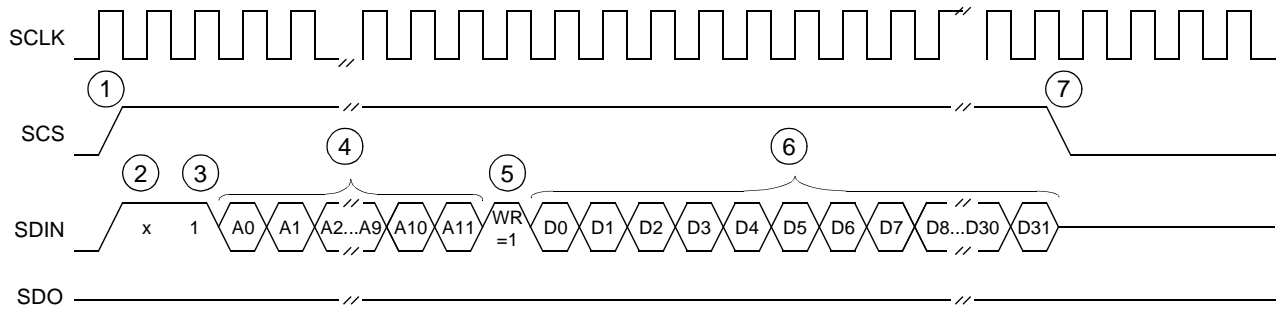 SCLK
1
7
SCS
2
3
4
5
6
SDIN
x
1
A0
A1
A2...A9
A10
A11
WR
=1
D0
D1
D2
D3
D4
D5
D6
D7
D8...D30
D31
SDO